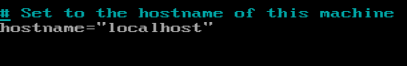 # Set to the hostname of this machine
hostname="localhost"